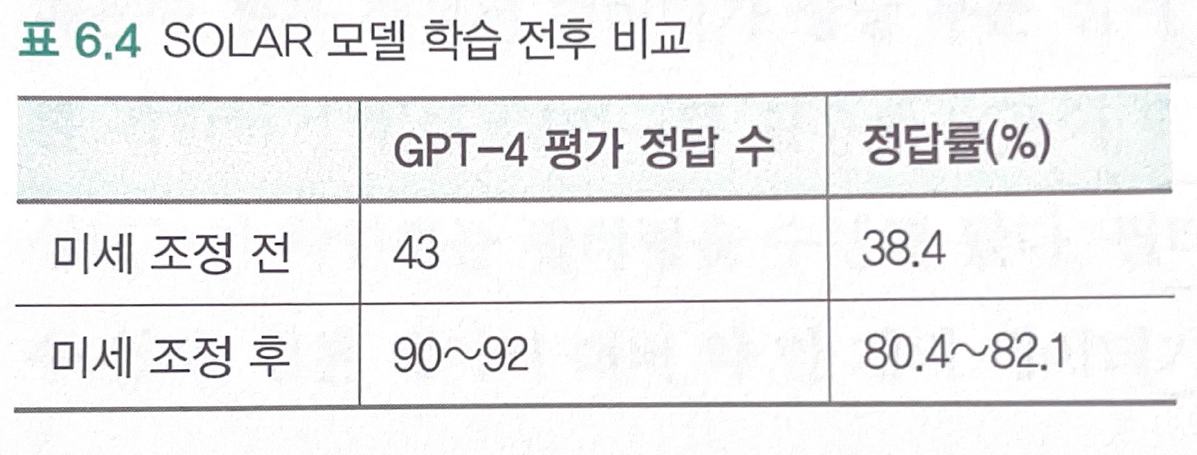 표 6.4 SOLAR 모델 학습 전후 비교
GPT-4 평가 정답 수 정답률(%)
미세 조정 전 43 38.4
미세 조정 후 90~92 80.4~82.1